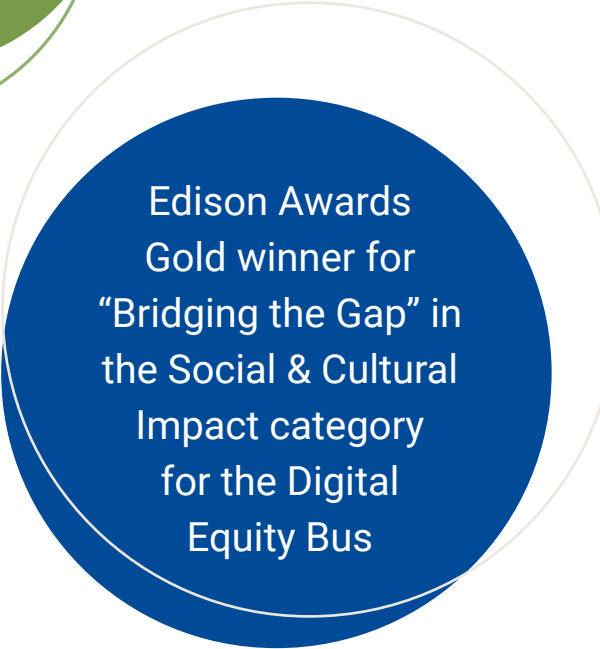 Edison Awards
Gold winner for
“Bridging the Gap” in
the Social & Cultural
Impact category
for the Digital
Equity Bus